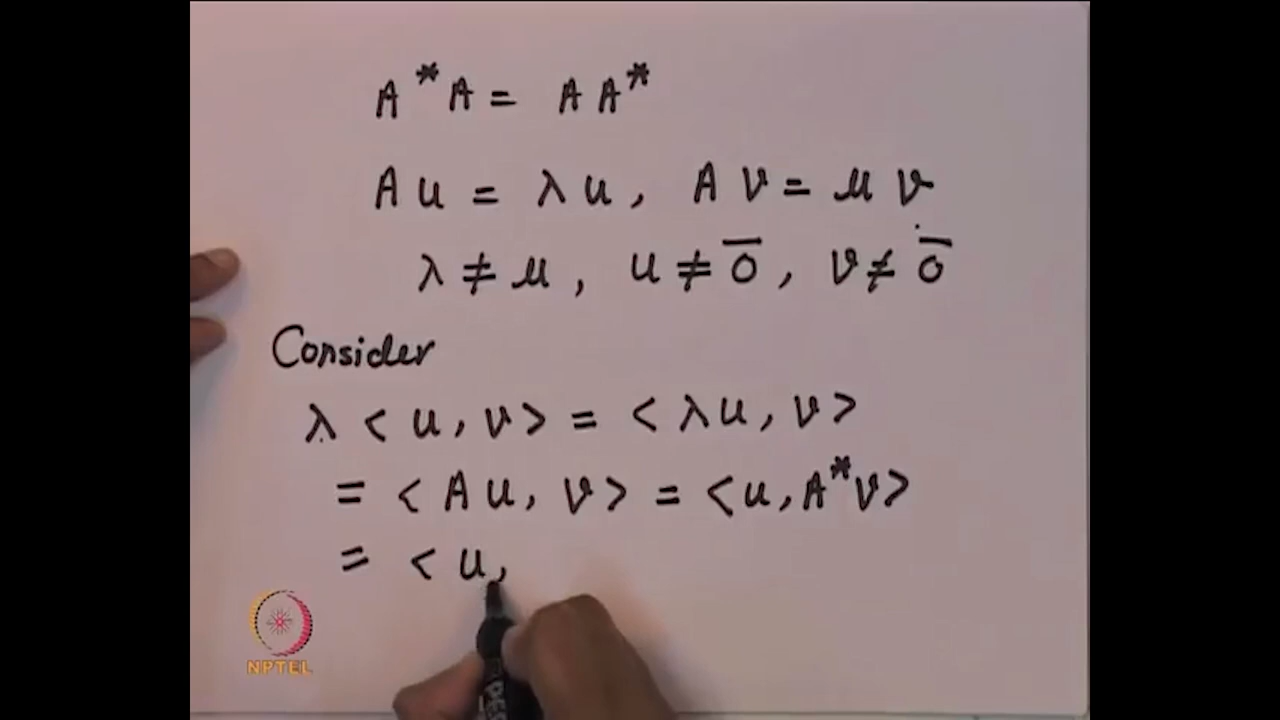 A*A = AA*
Au = λu, Av = μv
λ ≠ μ, u ≠ 0̅, v ≠ 0̅
Consider
λ<u, v> = <λu, v>
= <Au, v> = <u, A*v>
= <u,
NPTEL